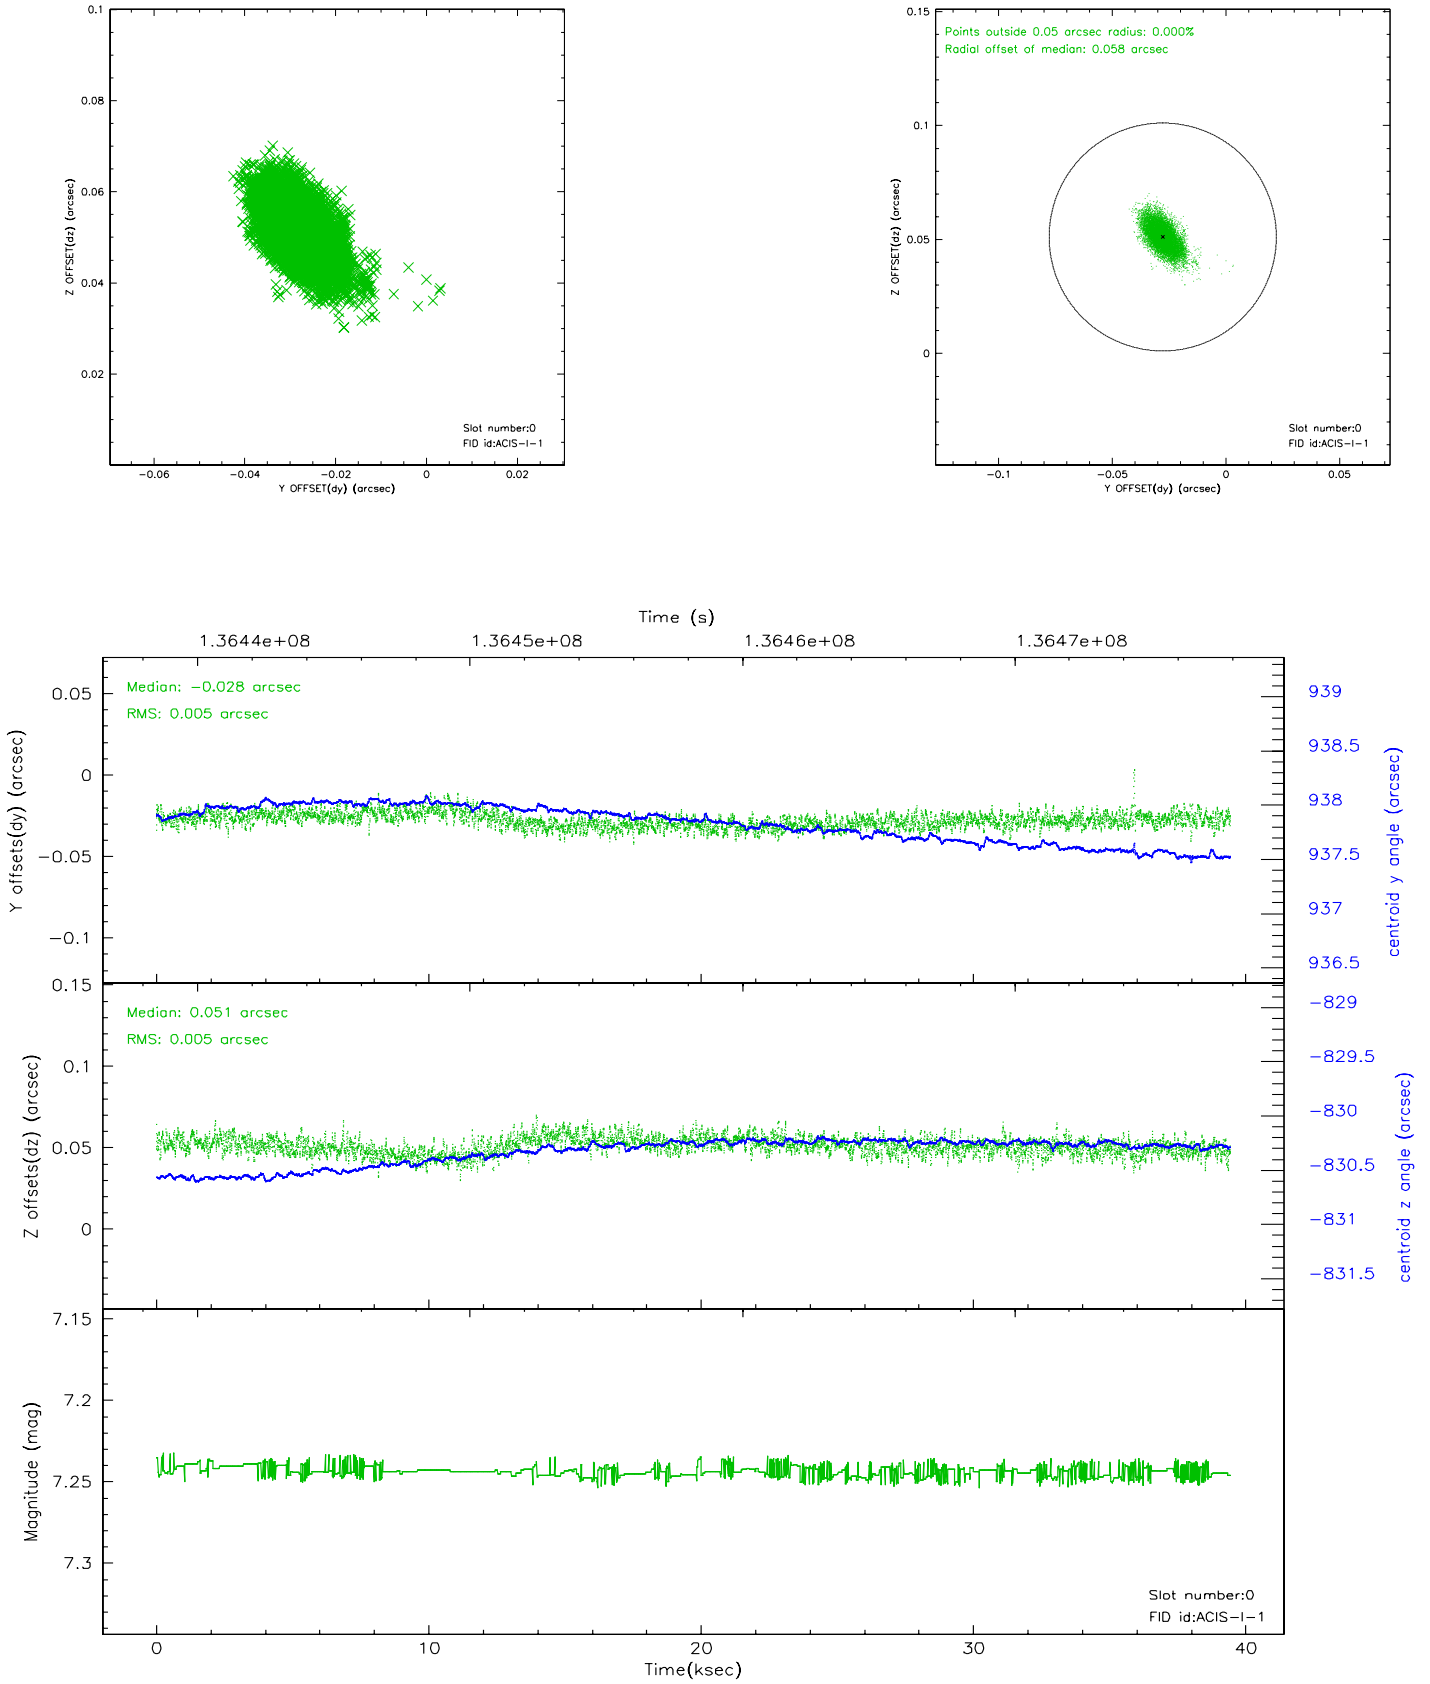 0.1
0.08
0.06
0.04
0.02
Z OFFSET(dz) (arcsec)
Slot number:0
FID id:ACIS-I-1
-0.06 -0.04 -0.02 0 0.02
Y OFFSET(dy) (arcsec)
0.15
Points outside 0.05 arcsec radius: 0.000%
Radial offset of median: 0.058 arcsec
0.1
0.05
0
Z OFFSET(dz) (arcsec)
Slot number:0
FID id:ACIS-I-1
-0.1 -0.05 0 0.05
Y OFFSET(dy) (arcsec)
Time (s)
1.3644e+08 1.3645e+08 1.3646e+08 1.3647e+08
Median: -0.028 arcsec
RMS: 0.005 arcsec
0.05
0
-0.05
-0.1
Y offsets(dy) (arcsec)
939
938.5
938
937.5
937
936.5
centroid y angle (arcsec)
Median: 0.051 arcsec
RMS: 0.005 arcsec
0.15
0.1
0.05
0
Z offsets(dz) (arcsec)
-829
-829.5
-830
-830.5
-831
-831.5
centroid z angle (arcsec)
7.15
7.2
7.25
7.3
Magnitude (mag)
Slot number:0
FID id:ACIS-I-1
0 10 20 30 40
Time(ksec)